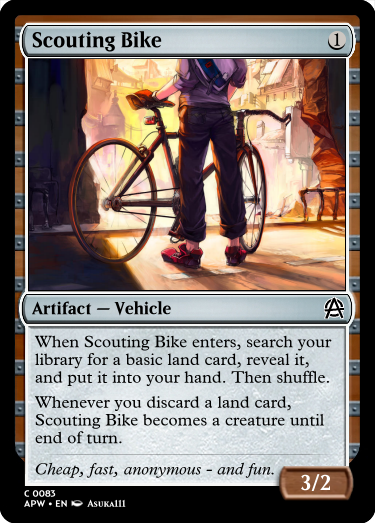 Scouting Bike 1
Artifact — Vehicle
When Scouting Bike enters, search your
library for a basic land card, reveal it,
and put it into your hand. Then shuffle.
Whenever you discard a land card,
Scouting Bike becomes a creature until
end of turn.
Cheap, fast, anonymous - and fun.
3/2
C 0083
APW • EN AsukaIII